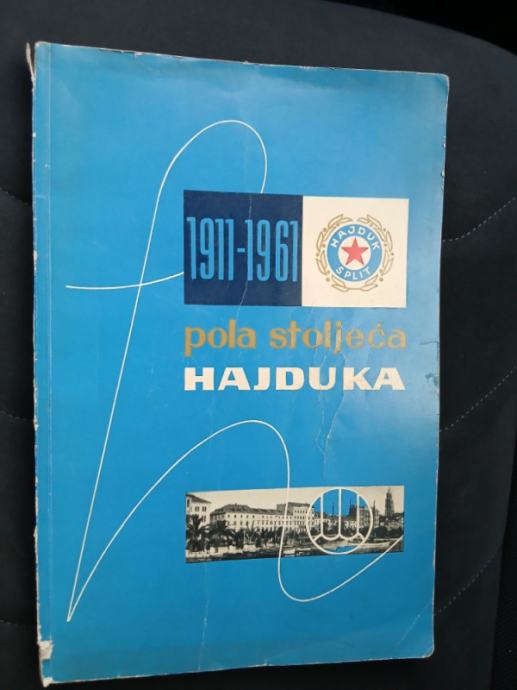 1911-1961
HAJDUK
SPLIT
pola stoljeća
HAJDUKA